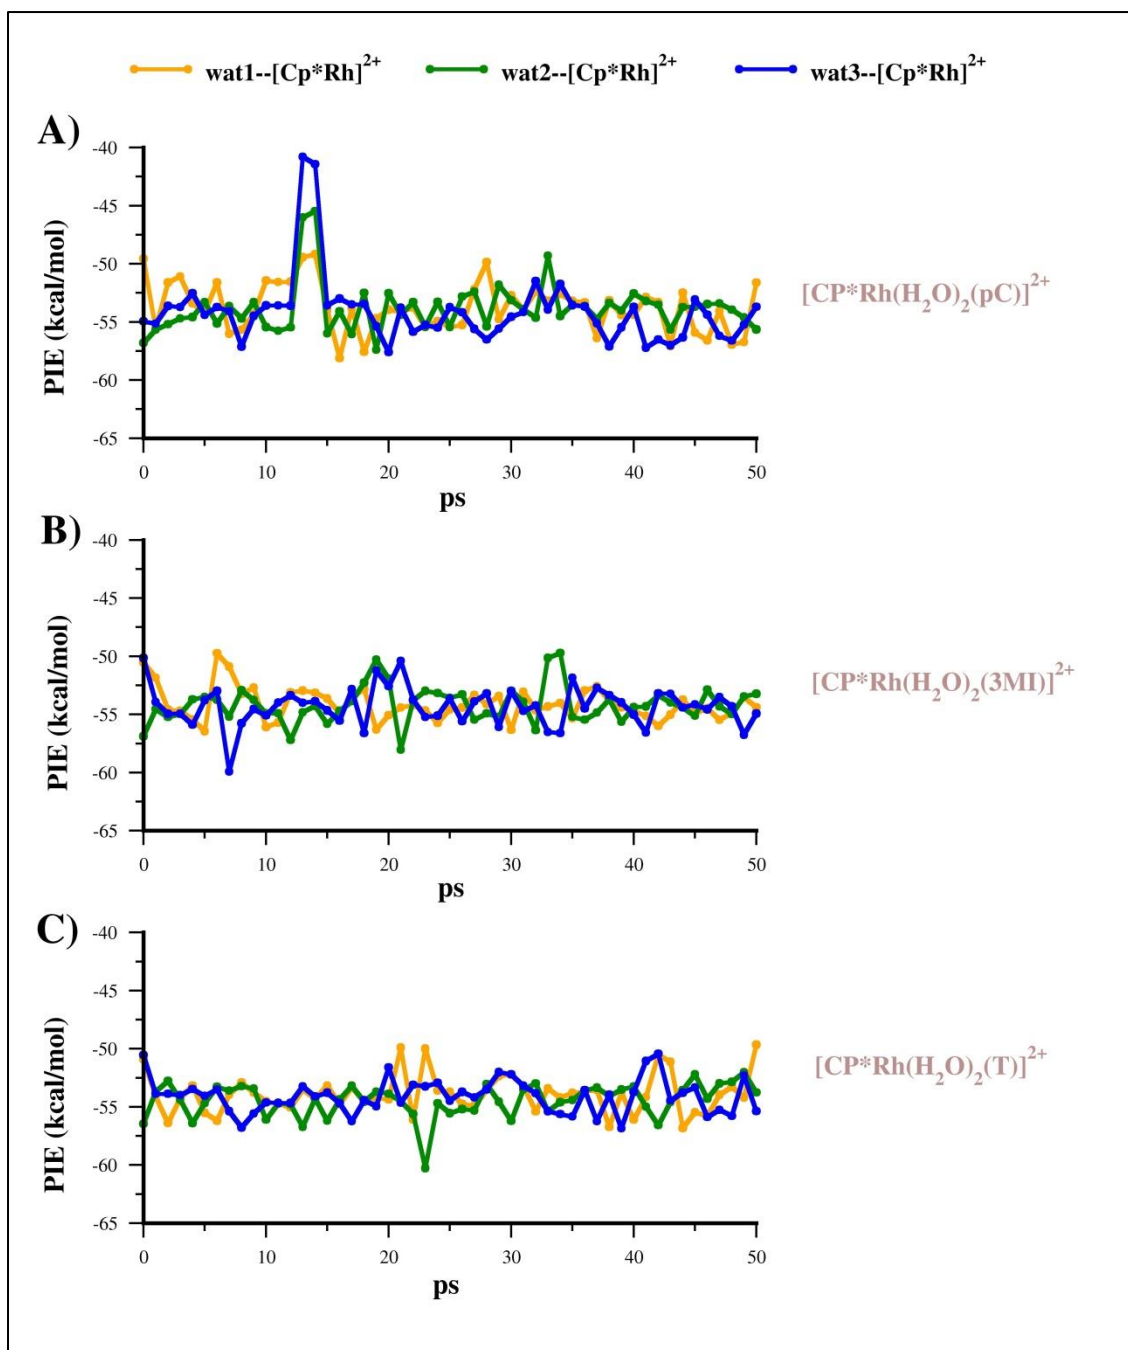 wat1--[Cp*Rh]²⁺ wat2--[Cp*Rh]²⁺ wat3--[Cp*Rh]²⁺
A)
-40
-45
-50
-55
-60
-65
PIE (kcal/mol)
[CP*Rh(H₂O)₂(pC)]²⁺
0 10 20 30 40 50
ps
B)
-40
-45
-50
-55
-60
-65
PIE (kcal/mol)
[CP*Rh(H₂O)₂(3MI)]²⁺
0 10 20 30 40 50
ps
C)
-40
-45
-50
-55
-60
-65
PIE (kcal/mol)
[CP*Rh(H₂O)₂(T)]²⁺
0 10 20 30 40 50
ps